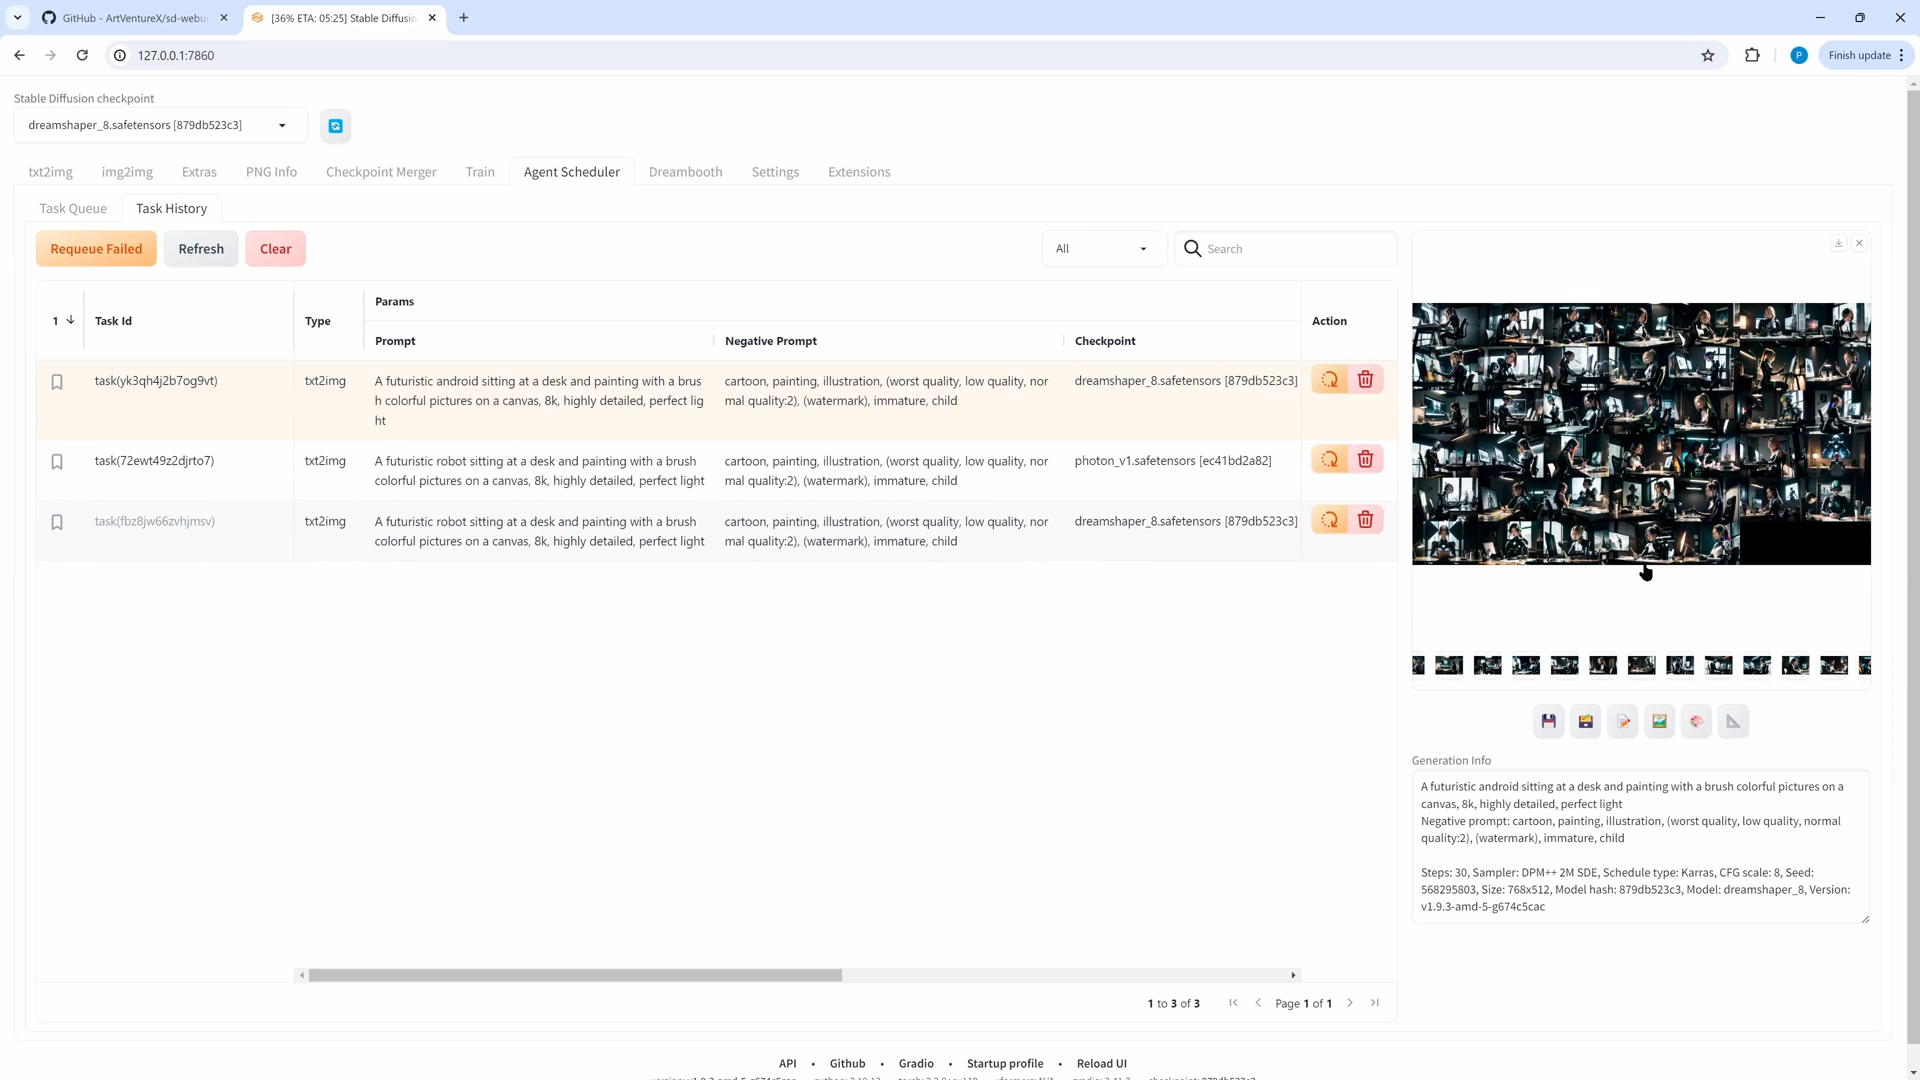 GitHub - ArtVentureX/sd-webui
[36% ETA: 05:25] Stable Diffusio
127.0.0.1:7860
Finish update
Stable Diffusion checkpoint
dreamshaper_8.safetensors [879db523c3]
txt2img img2img Extras PNG Info Checkpoint Merger Train Agent Scheduler Dreambooth Settings Extensions
Task Queue Task History
Requeue Failed Refresh Clear All Search
Params
1 Task Id Type Action
Prompt Negative Prompt Checkpoint
task(yk3qh4j2b7og9vt) txt2img A futuristic android sitting at a desk and painting with a brus cartoon, painting, illustration, (worst quality, low quality, nor dreamshaper_8.safetensors [879db523c3]
h colorful pictures on a canvas, 8k, highly detailed, perfect lig mal quality:2), (watermark), immature, child
ht
task(72ewt49z2djrto7) txt2img A futuristic robot sitting at a desk and painting with a brush cartoon, painting, illustration, (worst quality, low quality, nor photon_v1.safetensors [ec41bd2a82]
colorful pictures on a canvas, 8k, highly detailed, perfect light mal quality:2), (watermark), immature, child
task(fbz8jw66zvhjmsv) txt2img A futuristic robot sitting at a desk and painting with a brush cartoon, painting, illustration, (worst quality, low quality, nor dreamshaper_8.safetensors [879db523c3]
colorful pictures on a canvas, 8k, highly detailed, perfect light mal quality:2), (watermark), immature, child
Generation Info
A futuristic android sitting at a desk and painting with a brush colorful pictures on a
canvas, 8k, highly detailed, perfect light
Negative prompt: cartoon, painting, illustration, (worst quality, low quality, normal
quality:2), (watermark), immature, child
Steps: 30, Sampler: DPM++ 2M SDE, Schedule type: Karras, CFG scale: 8, Seed:
568295803, Size: 768x512, Model hash: 879db523c3, Model: dreamshaper_8, Version:
v1.9.3-amd-5-g674c5cac
1 to 3 of 3 Page 1 of 1
API • Github • Gradio • Startup profile • Reload UI